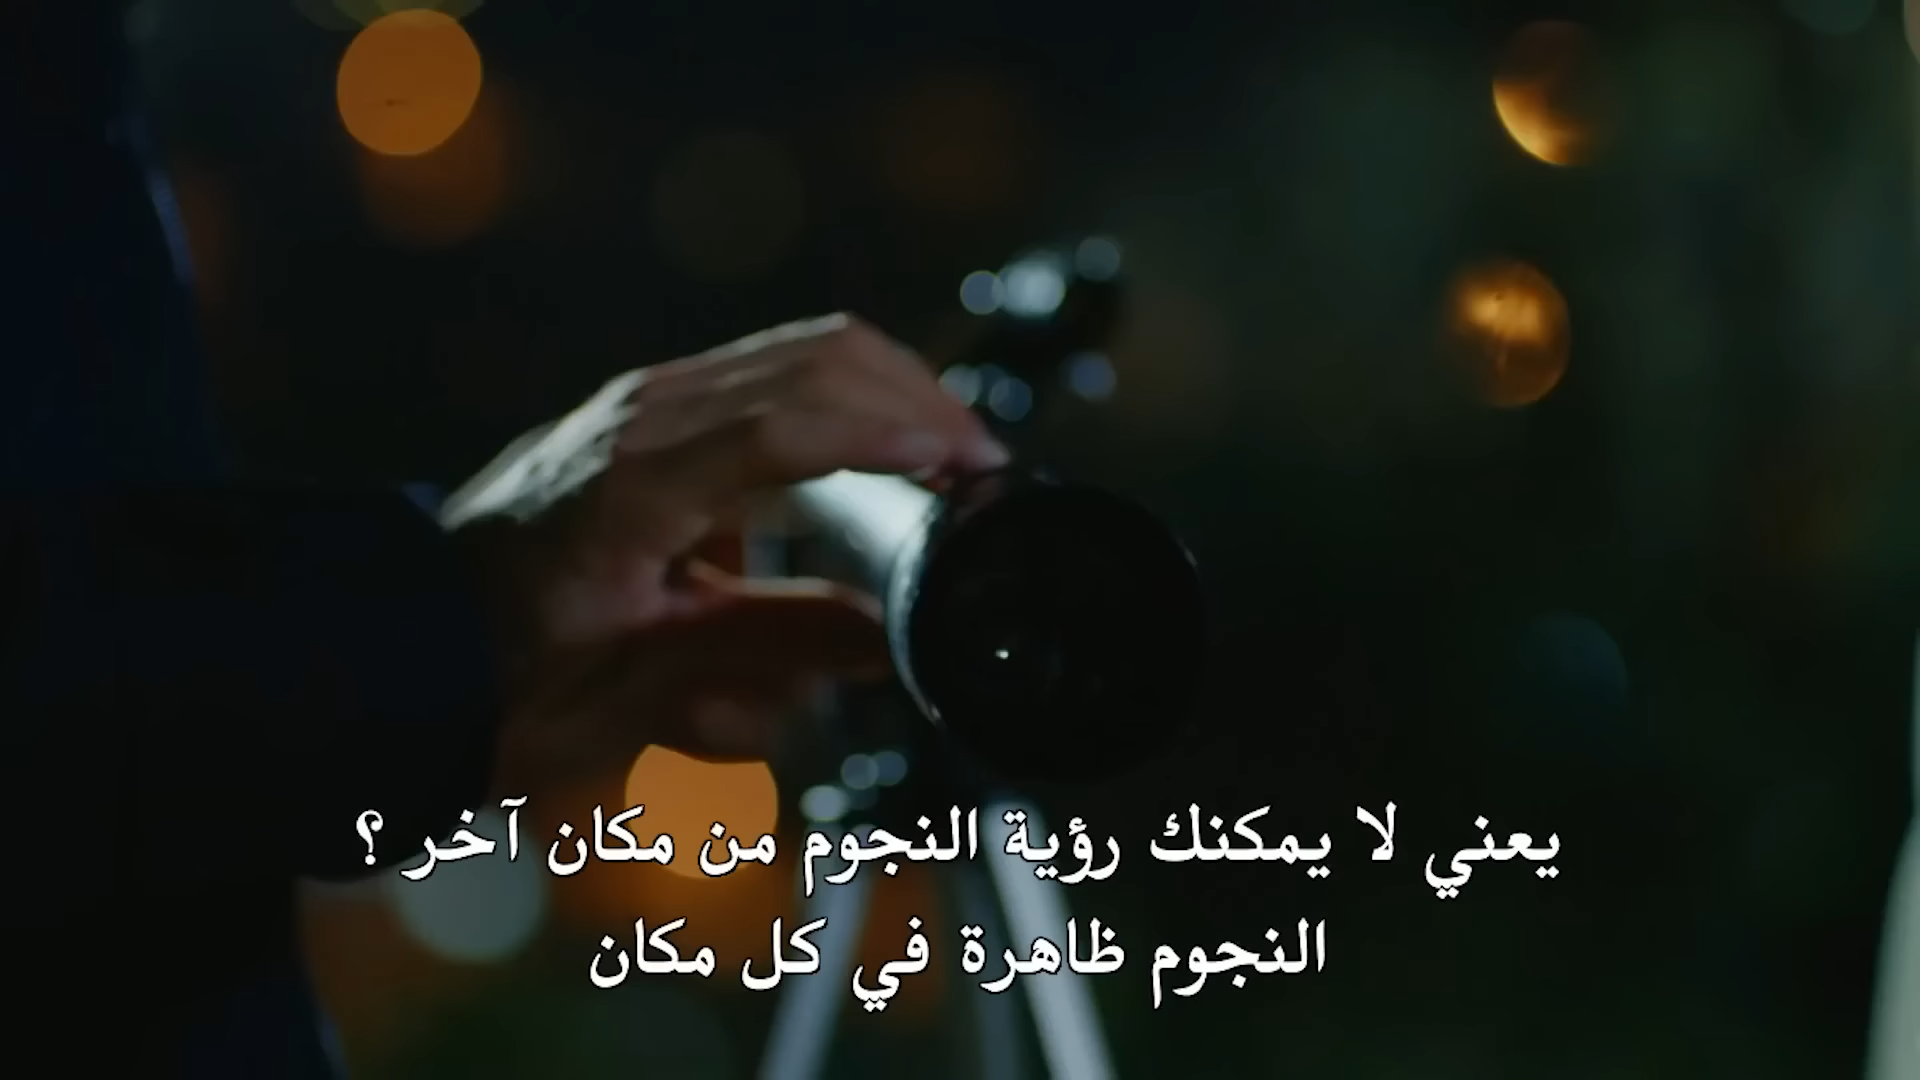 يعني لا يمكنك رؤية النجوم من مكان آخر ؟
النجوم ظاهرة في كل مكان